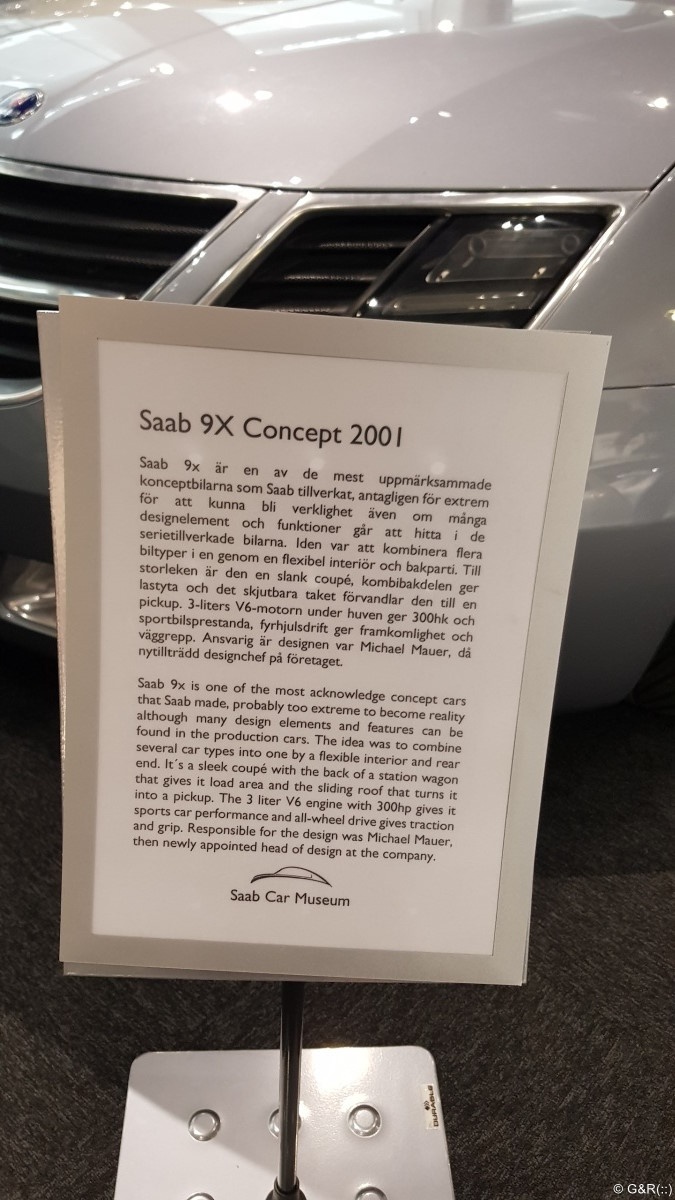 Saab 9X Concept 2001
Saab 9x är en av de mest uppmärksammade
konceptbilarna som Saab tillverkat, antagligen för extrem
för att kunna bli verklighet även om många
designelement och funktioner går att hitta i de
serietillverkade bilarna. Iden var att kombinera flera
biltyper i en genom en flexibel interiör och bakparti. Till
storleken är den en slank coupé, kombibakdelen ger
lastyta och det skjutbara taket förvandlar den till en
pickup. 3-liters V6-motorn under huven ger 300hk och
sportbilsprestanda, fyrhjulsdrift ger framkomlighet och
väggrepp. Ansvarig är designen var Michael Mauer, då
nytillträdd designchef på företaget.
Saab 9x is one of the most acknowledge concept cars
that Saab made, probably too extreme to become reality
although many design elements and features can be
found in the production cars. The idea was to combine
several car types into one by a flexible interior and rear
end. It´s a sleek coupé with the back of a station wagon
that gives it load area and the sliding roof that turns it
into a pickup. The 3 liter V6 engine with 300hp gives it
sports car performance and all-wheel drive gives traction
and grip. Responsible for the design was Michael Mauer,
then newly appointed head of design at the company.
Saab Car Museum
DURABLE
© G&R(::)